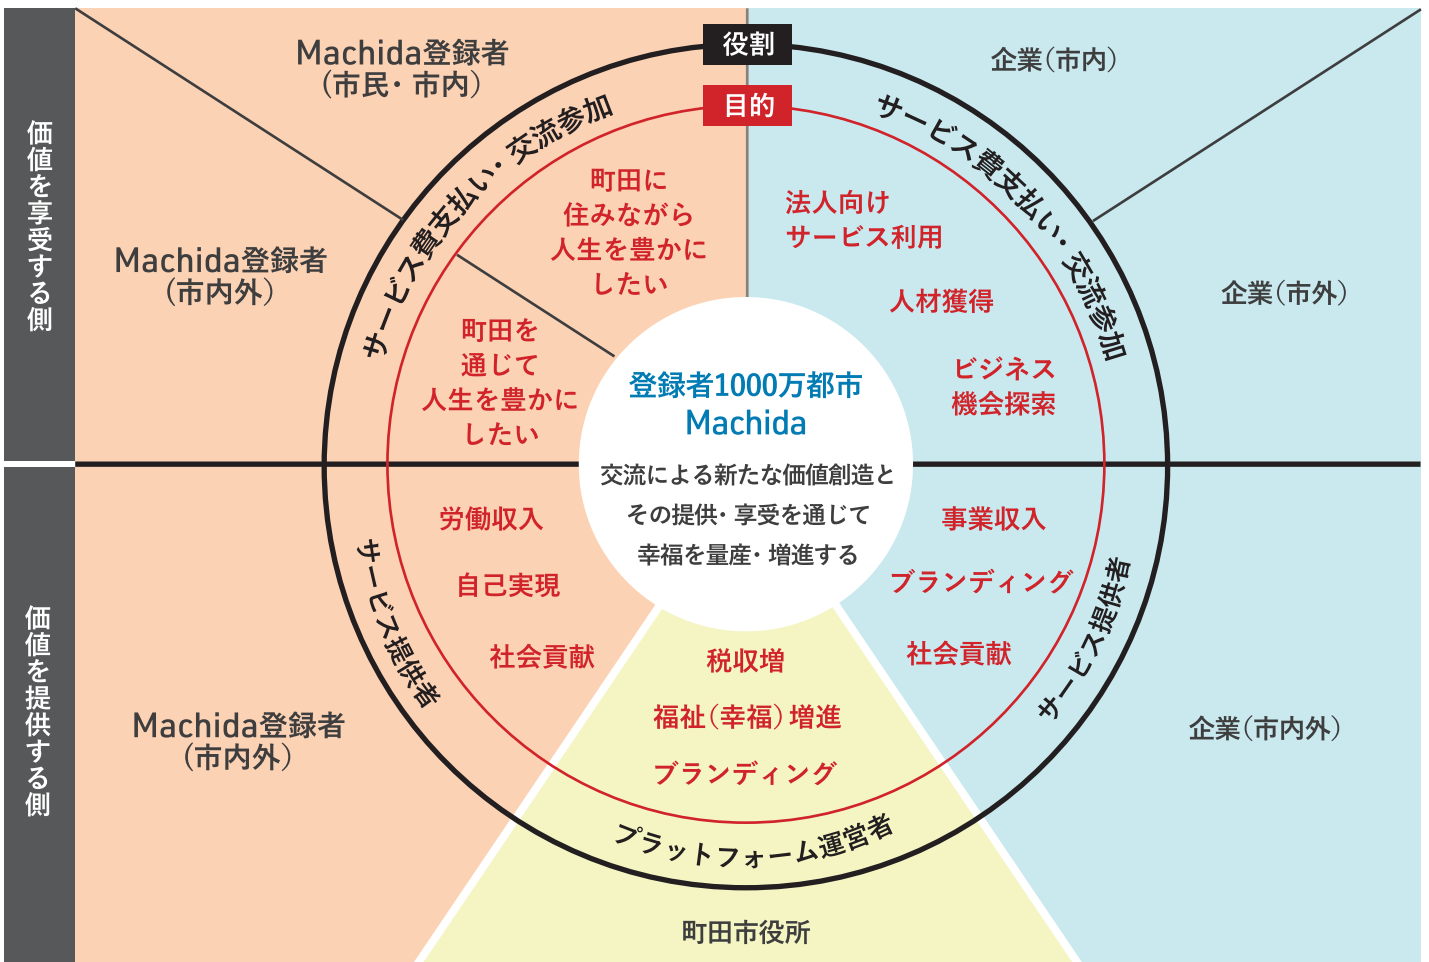 価値を享受する側
価値を提供する側
役割
目的
Machida登録者
（市民・市内）
Machida登録者
（市内外）
企業（市内）
企業（市外）
サービス費支払い・交流参加
サービス費支払い・交流参加
町田に
住みながら
人生を豊かに
したい
町田を
通じて
人生を豊かに
したい
法人向け
サービス利用
人材獲得
ビジネス
機会探索
登録者1000万都市
Machida
交流による新たな価値創造と
その提供・享受を通じて
幸福を量産・増進する
労働収入
自己実現
社会貢献
サービス提供者
Machida登録者
（市内外）
税収増
福祉（幸福）増進
ブランディング
プラットフォーム運営者
町田市役所
事業収入
ブランディング
社会貢献
サービス提供者
企業（市内外）